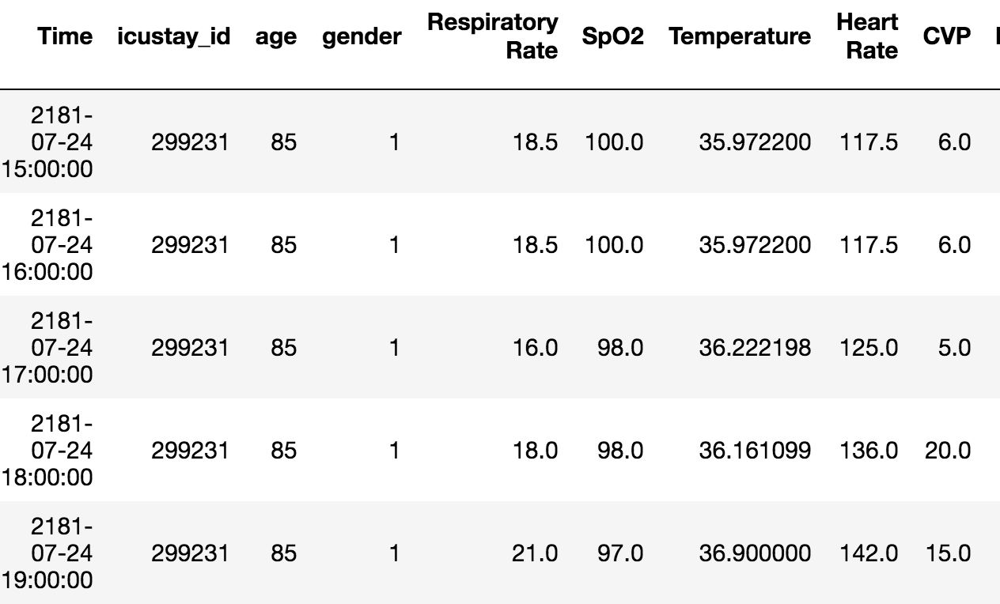 Time icustay_id age gender Respiratory Rate SpO2 Temperature Heart Rate CVP
2181-07-24 15:00:00 299231 85 1 18.5 100.0 35.972200 117.5 6.0
2181-07-24 16:00:00 299231 85 1 18.5 100.0 35.972200 117.5 6.0
2181-07-24 17:00:00 299231 85 1 16.0 98.0 36.222198 125.0 5.0
2181-07-24 18:00:00 299231 85 1 18.0 98.0 36.161099 136.0 20.0
2181-07-24 19:00:00 299231 85 1 21.0 97.0 36.900000 142.0 15.0